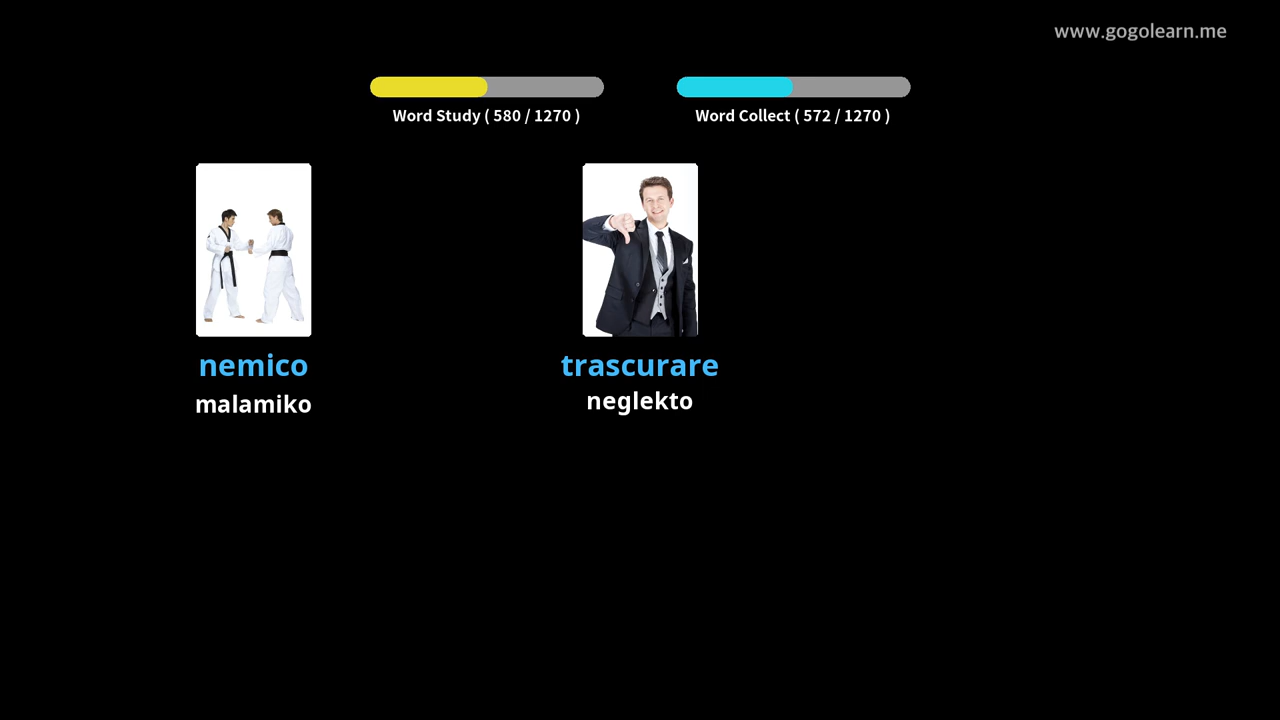 www.gogolearn.me
Word Study ( 580 / 1270 )
Word Collect ( 572 / 1270 )
nemico
malamiko
trascurare
neglekto